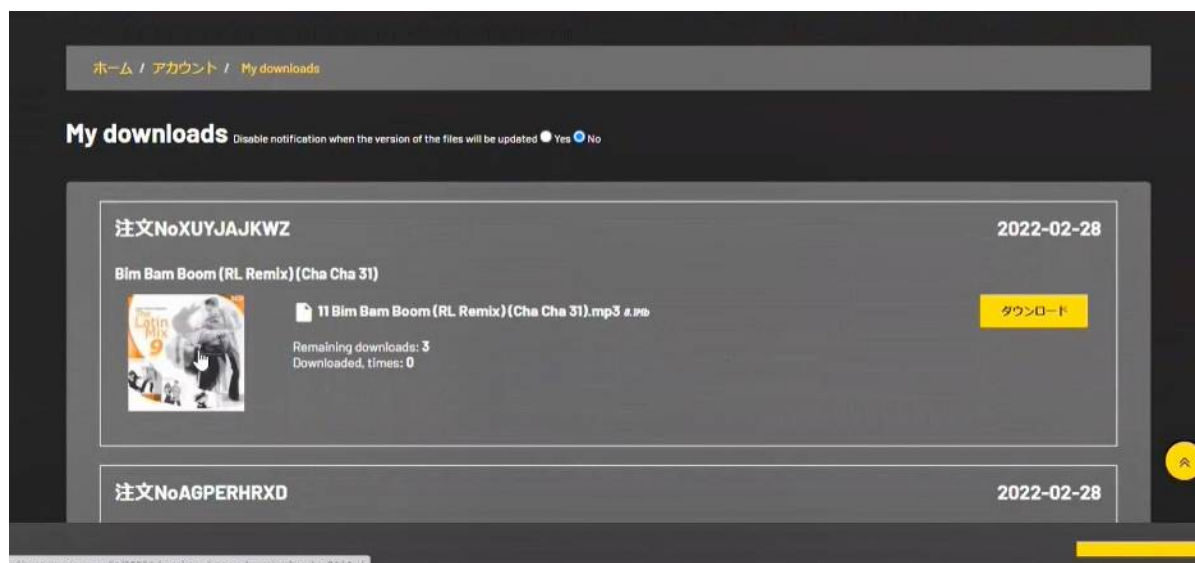 ホーム / アカウント / My downloads
My downloads Disable notification when the version of the files will be updated Yes No
注文NoXUYJAJKWZ 2022-02-28
Bim Bam Boom (RL Remix) (Cha Cha 31)
The Latin Mix 9
11 Bim Bam Boom (RL Remix) (Cha Cha 31).mp3
ダウンロード
Remaining downloads: 3
Downloaded, times: 0
注文NoAGPERHRXD 2022-02-28